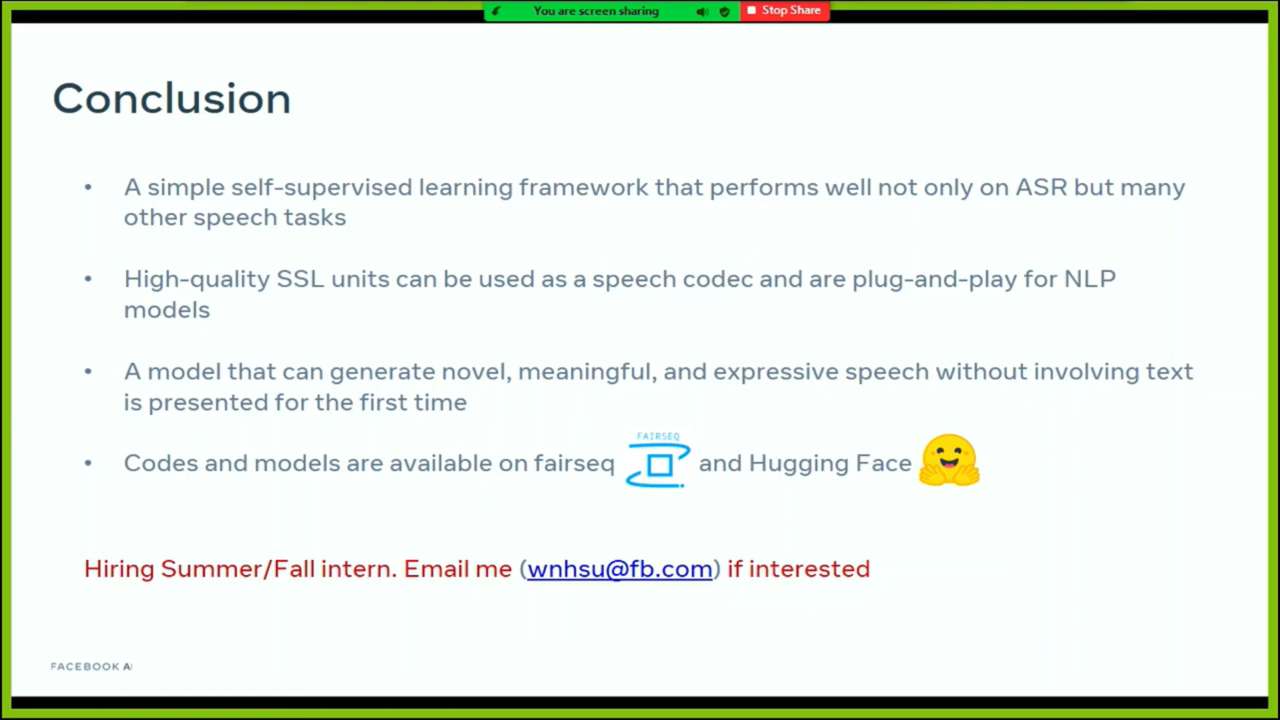 You are screen sharing
Stop Share
Conclusion
• A simple self-supervised learning framework that performs well not only on ASR but many
other speech tasks
• High-quality SSL units can be used as a speech codec and are plug-and-play for NLP
models
• A model that can generate novel, meaningful, and expressive speech without involving text
is presented for the first time
FAIRSEQ
• Codes and models are available on fairseq and Hugging Face
Hiring Summer/Fall intern. Email me (wnhsu@fb.com) if interested
FACEBOOK AI